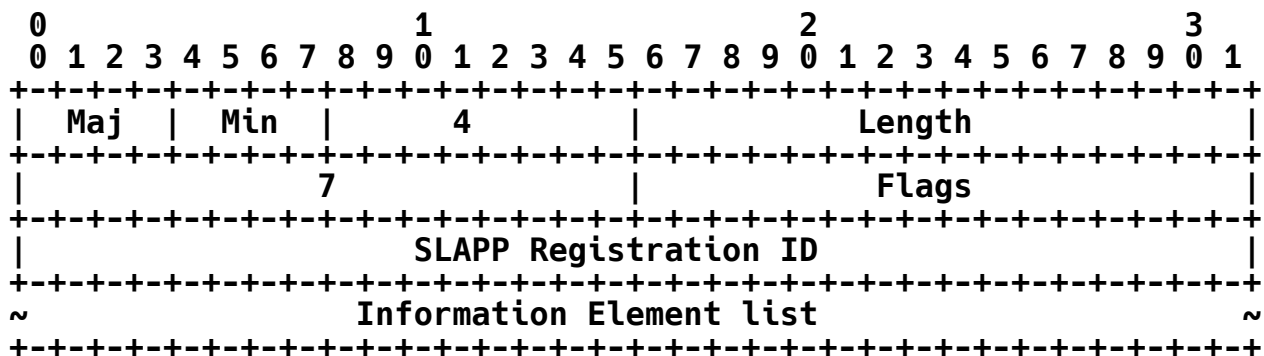 0                   1                   2                   3
 0 1 2 3 4 5 6 7 8 9 0 1 2 3 4 5 6 7 8 9 0 1 2 3 4 5 6 7 8 9 0 1
+-+-+-+-+-+-+-+-+-+-+-+-+-+-+-+-+-+-+-+-+-+-+-+-+-+-+-+-+-+-+-+-+
|  Maj  |  Min  |      4        |           Length              |
+-+-+-+-+-+-+-+-+-+-+-+-+-+-+-+-+-+-+-+-+-+-+-+-+-+-+-+-+-+-+-+-+
|               7               |            Flags              |
+-+-+-+-+-+-+-+-+-+-+-+-+-+-+-+-+-+-+-+-+-+-+-+-+-+-+-+-+-+-+-+-+
|                    SLAPP Registration ID                      |
+-+-+-+-+-+-+-+-+-+-+-+-+-+-+-+-+-+-+-+-+-+-+-+-+-+-+-+-+-+-+-+-+
~                 Information Element list                      ~
+-+-+-+-+-+-+-+-+-+-+-+-+-+-+-+-+-+-+-+-+-+-+-+-+-+-+-+-+-+-+-+-+